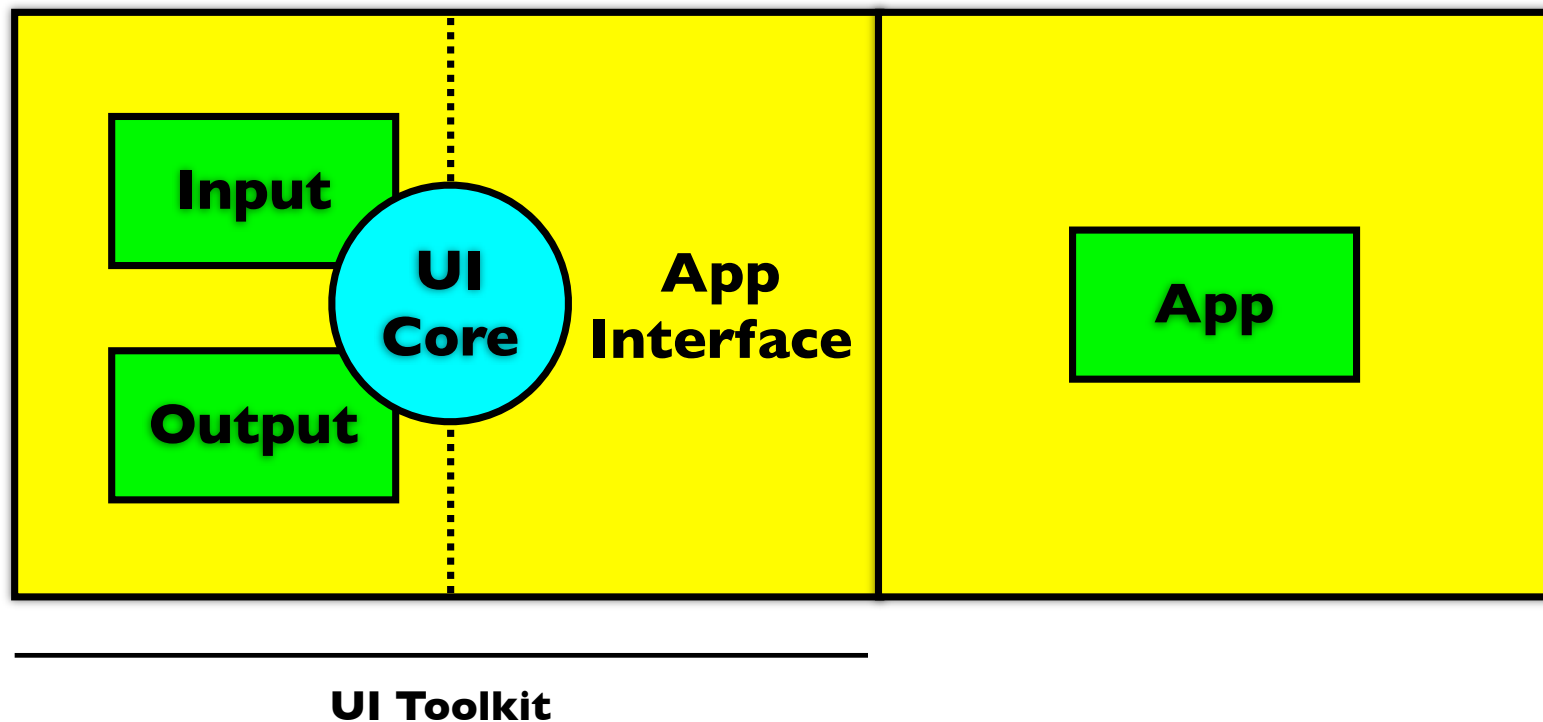 Input
Output
UI
Core
App
Interface
App
UI Toolkit